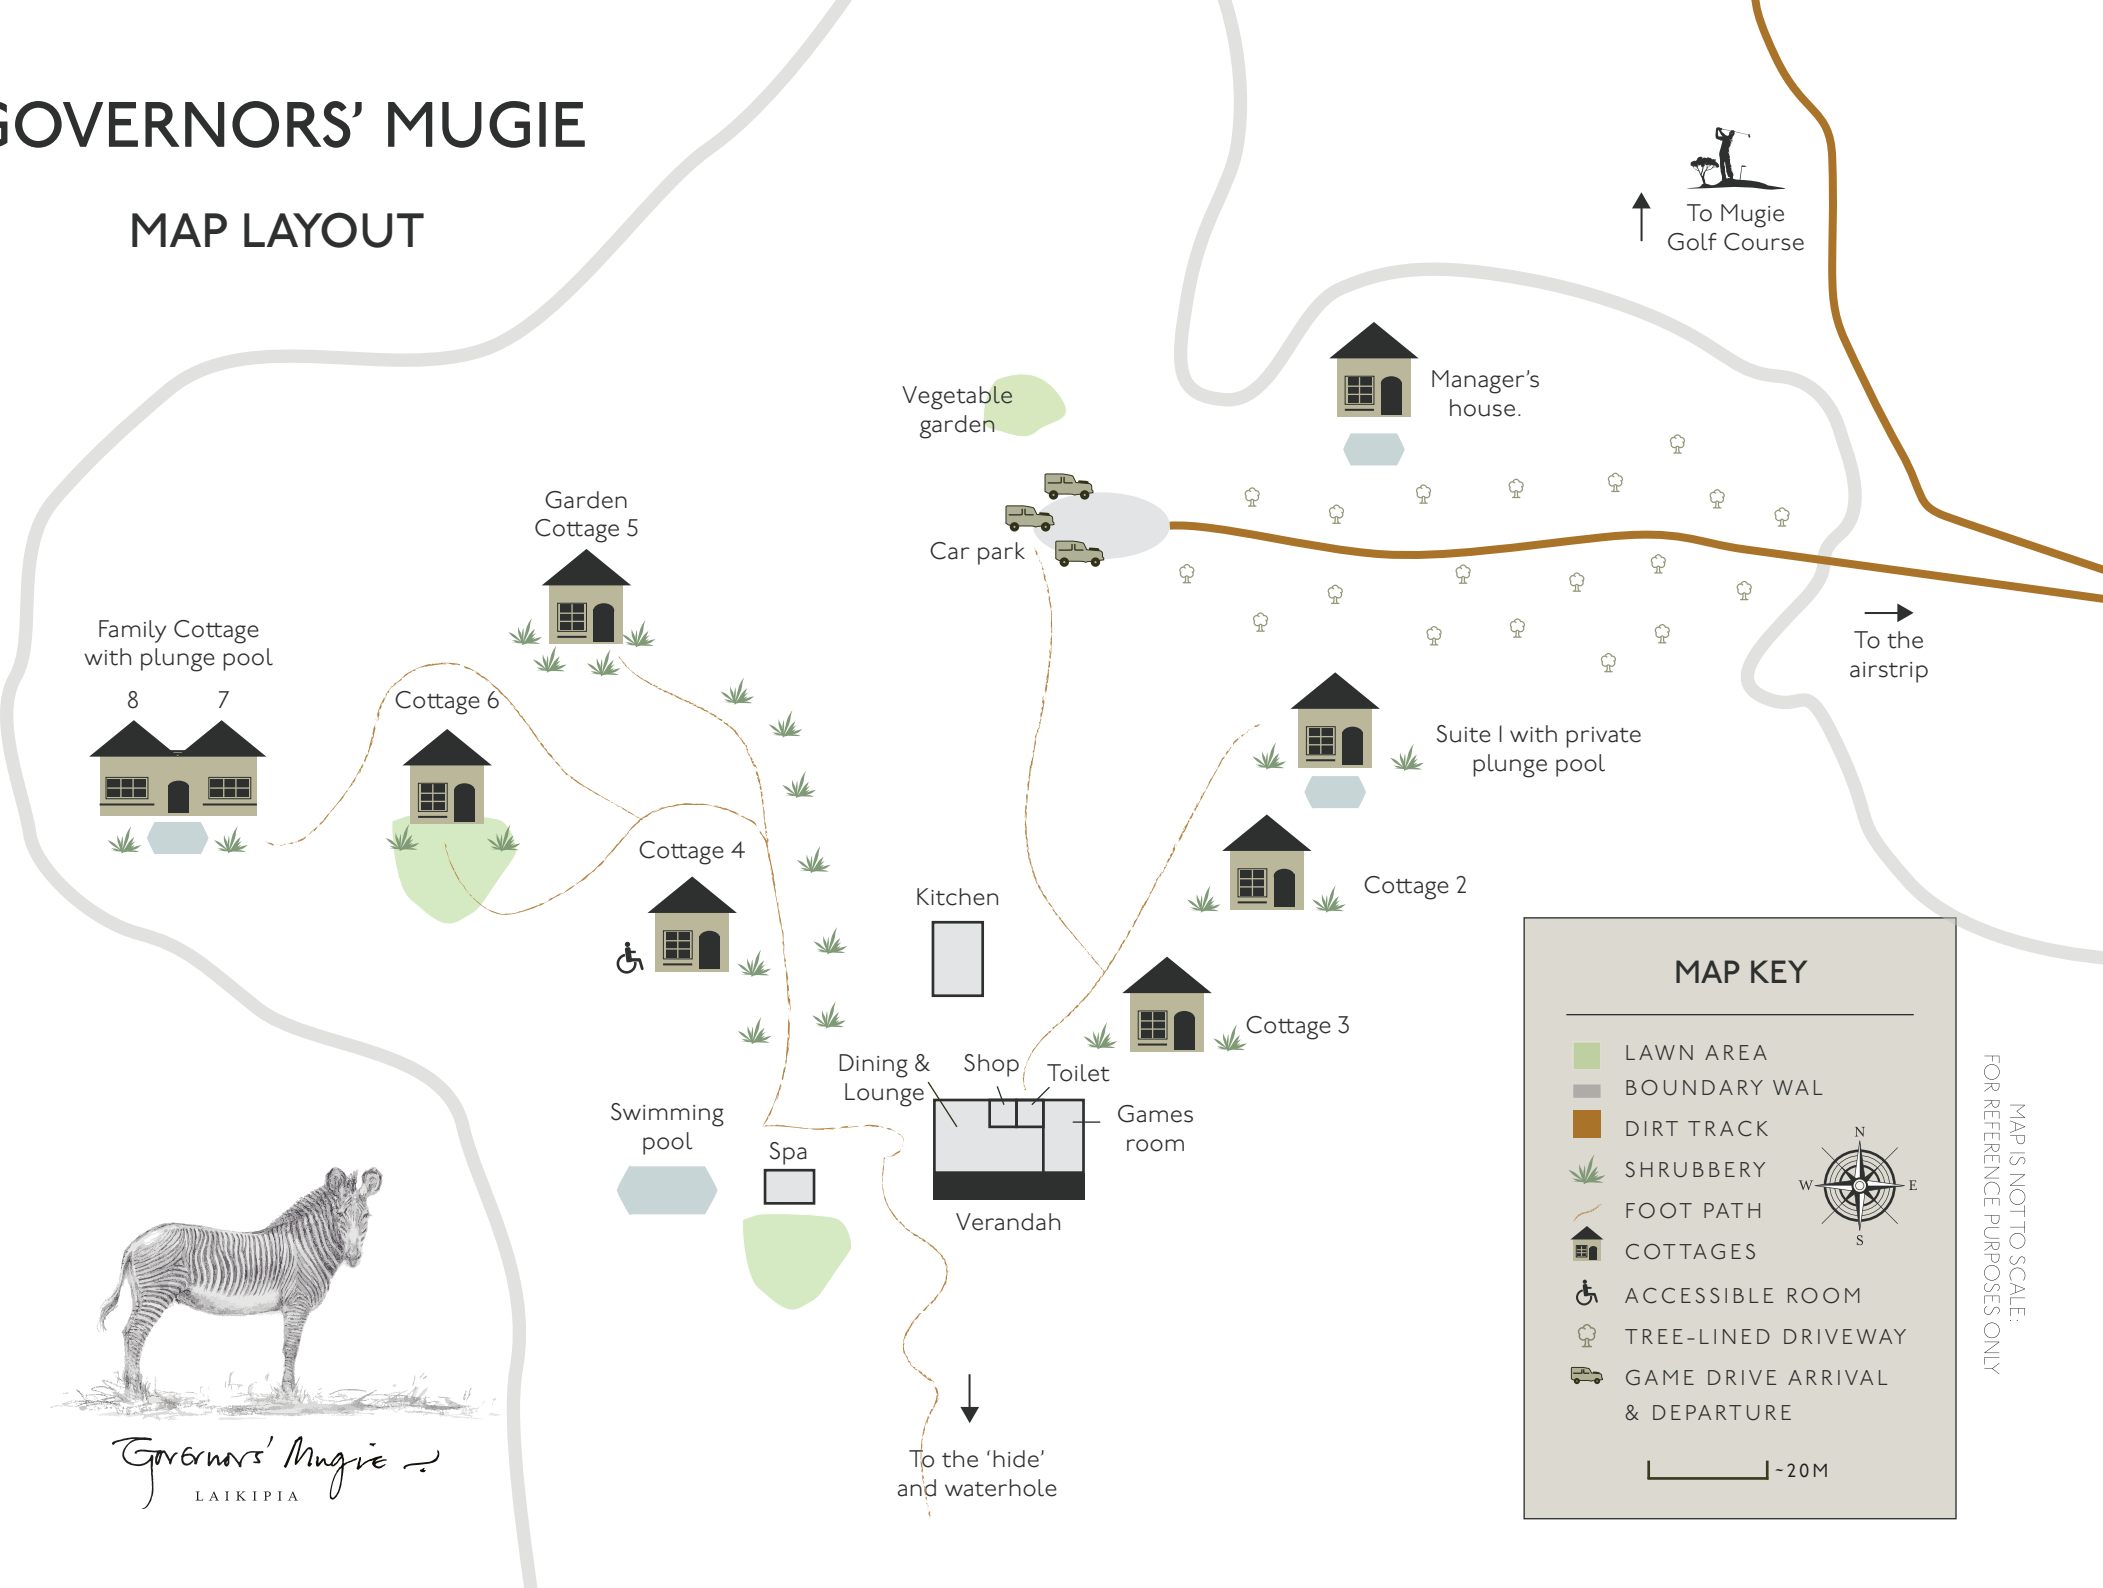 GOVERNORS’ MUGIE
MAP LAYOUT
To Mugie
Golf Course
Manager’s
house.
Vegetable
garden
Car park
Garden
Cottage 5
Family Cottage
with plunge pool
8 7
Cottage 6
To the
airstrip
Suite 1 with private
plunge pool
Cottage 4
Cottage 2
Kitchen
Cottage 3
Dining &
Lounge
Shop
Toilet
Games
room
Swimming
pool
Spa
Verandah
To the ‘hide’
and waterhole
Governors’ Mugie
LAIKIPIA
MAP KEY
LAWN AREA
BOUNDARY WAL
DIRT TRACK
SHRUBBERY
FOOT PATH
COTTAGES
ACCESSIBLE ROOM
TREE-LINED DRIVEWAY
GAME DRIVE ARRIVAL
& DEPARTURE
~20M
N
W E
S
MAP IS NOT TO SCALE:
FOR REFERENCE PURPOSES ONLY